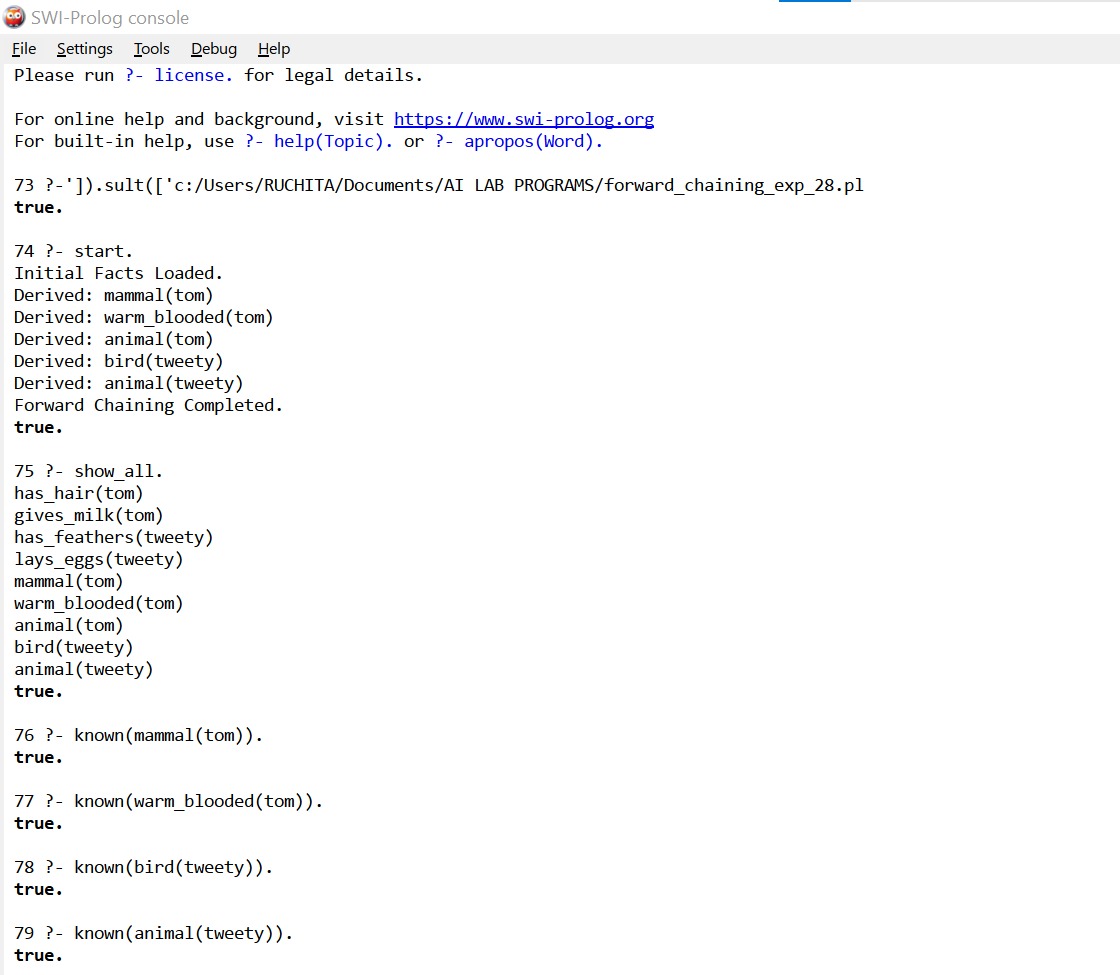 SWI-Prolog console
File Settings Tools Debug Help
Please run ?- license. for legal details.
For online help and background, visit https://www.swi-prolog.org
For built-in help, use ?- help(Topic). or ?- apropos(Word).
73 ?-']).sult(['c:/Users/RUCHITA/Documents/AI LAB PROGRAMS/forward_chaining_exp_28.pl
true.
74 ?- start.
Initial Facts Loaded.
Derived: mammal(tom)
Derived: warm_blooded(tom)
Derived: animal(tom)
Derived: bird(tweety)
Derived: animal(tweety)
Forward Chaining Completed.
true.
75 ?- show_all.
has_hair(tom)
gives_milk(tom)
has_feathers(tweety)
lays_eggs(tweety)
mammal(tom)
warm_blooded(tom)
animal(tom)
bird(tweety)
animal(tweety)
true.
76 ?- known(mammal(tom)).
true.
77 ?- known(warm_blooded(tom)).
true.
78 ?- known(bird(tweety)).
true.
79 ?- known(animal(tweety)).
true.